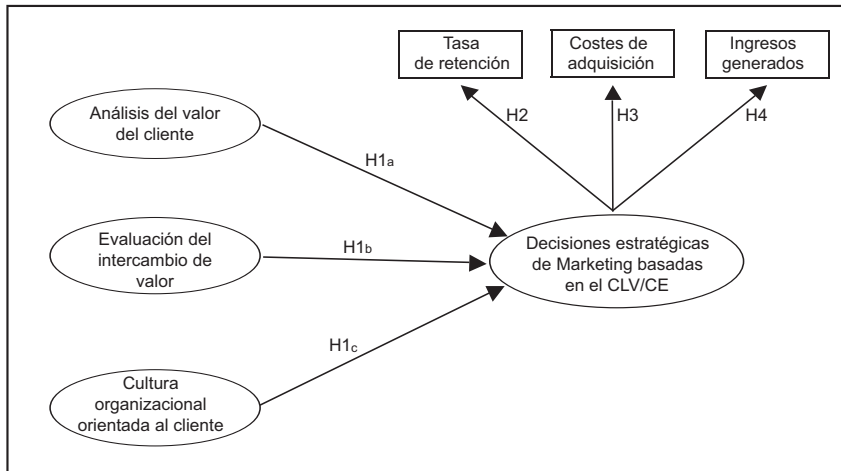 Tasa
de retención
Costes de
adquisición
Ingresos
generados
H2
H3
H4
Análisis del valor
del cliente
H1a
Evaluación del
intercambio de
valor
H1b
Decisiones estratégicas
de Marketing basadas
en el CLV/CE
H1c
Cultura
organizacional
orientada al cliente